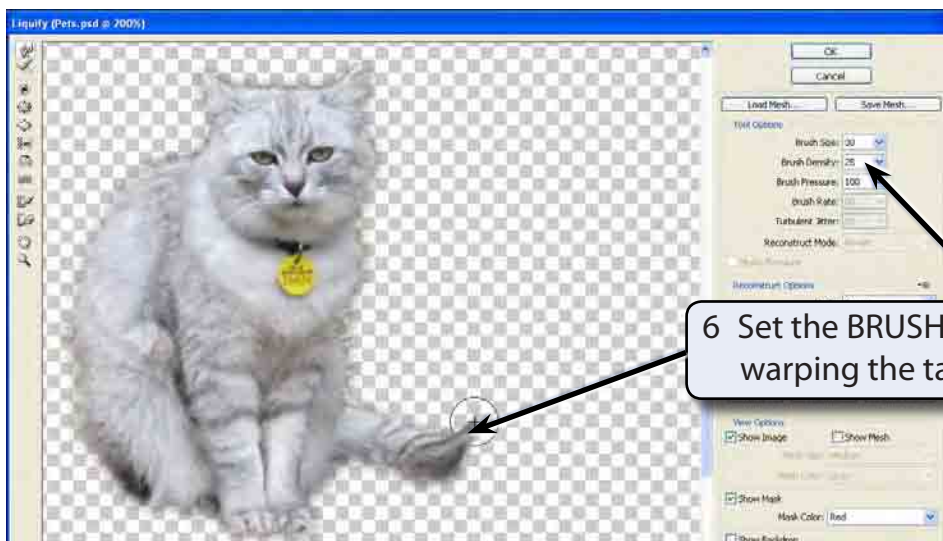 Liquify (Pets.psd @ 200%)
OK
Cancel
Load Mesh...
Save Mesh...
Tool Options
Brush Size: 30
Brush Density: 25
Brush Pressure: 100
Brush Rate:
Turbulent Jitter:
Reconstruct Mode:
Reconstruct Options
6 Set the BRUSH
warping the ta
View Options
Show Image
Show Mesh
Show Mask
Mask Color: Red
Show Backdrop